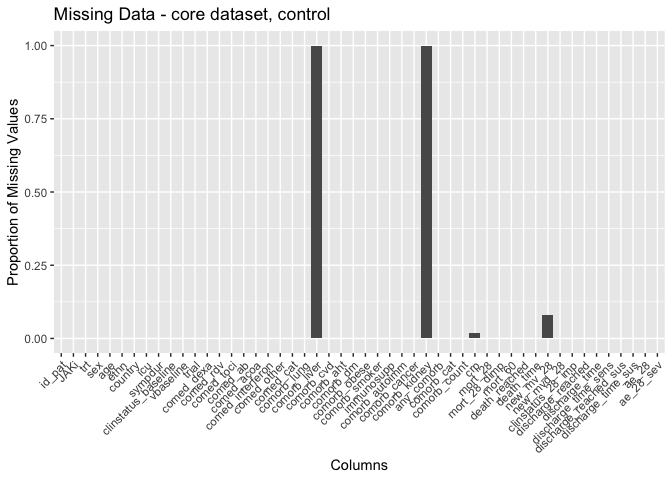 Missing Data - core dataset, control
Proportion of Missing Values
1.00
0.75
0.50
0.25
0.00
id_pat
JAKi
trt
sex
age
ethn
country
icu
sympdur
clinstatus_baseline
vbaseline
trial
comed_dexa
comed_rdv
comed_toci
comed_ab
comed_acoa
comed_interferon
comed_other
comed_cat
comorb_lung
comorb_liver
comorb_cvd
comorb_aht
comorb_dm
comorb_obese
comorb_smoker
immunosupp
comorb_autoimm
comorb_cancer
comorb_kidney
any_comorb
comorb_cat
comorb_count
crp
mort_28
mort_28_dimp
mort_60
death_reached
death_time
new_mv_28
new_mvd_28
clinstatus_28_imp
discharge_reached
discharge_time
discharge_time_sens
discharge_reached_sus
discharge_time_sus
ae_28
ae_28_sev
Columns